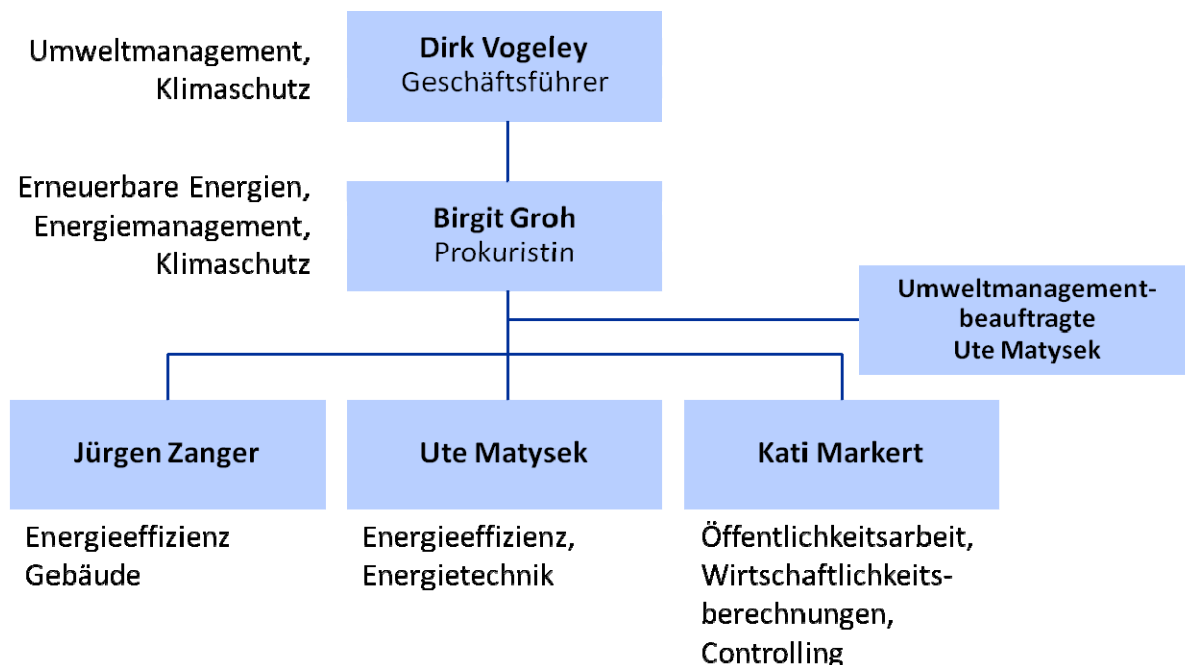 Umweltmanagement,
Klimaschutz
Dirk Vogeley
Geschäftsführer
Erneuerbare Energien,
Energiemanagement,
Klimaschutz
Birgit Groh
Prokuristin
Umweltmanagement-
beauftragte
Ute Matysek
Jürgen Zanger
Energieeffizienz
Gebäude
Ute Matysek
Energieeffizienz,
Energietechnik
Kati Markert
Öffentlichkeitsarbeit,
Wirtschaftlichkeits-
berechnungen,
Controlling